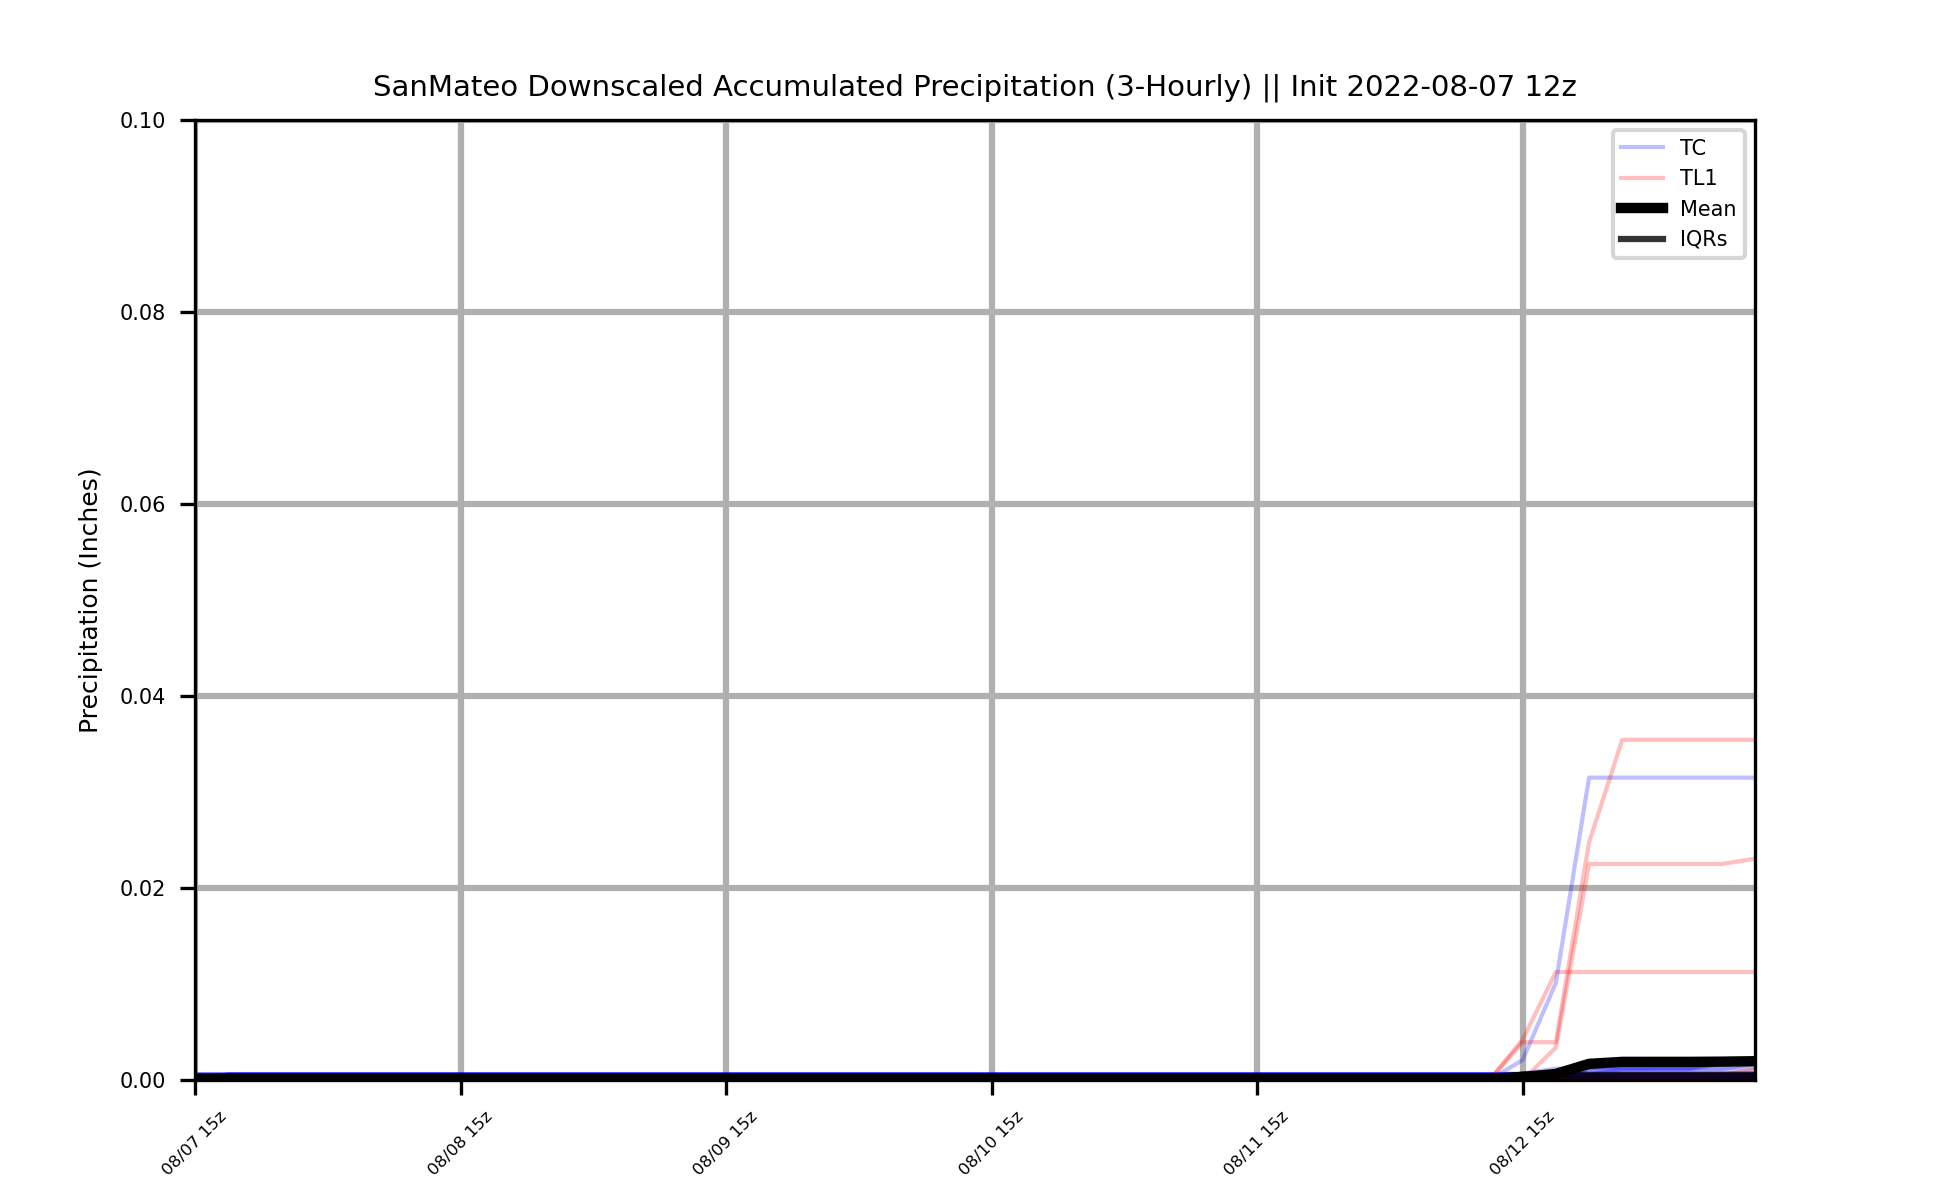 SanMateo Downscaled Accumulated Precipitation (3-Hourly) || Init 2022-08-07 12z
0.10
0.08
0.06
0.04
0.02
0.00
Precipitation (Inches)
TC
TL1
Mean
IQRs
08/07 15z
08/08 15z
08/09 15z
08/10 15z
08/11 15z
08/12 15z